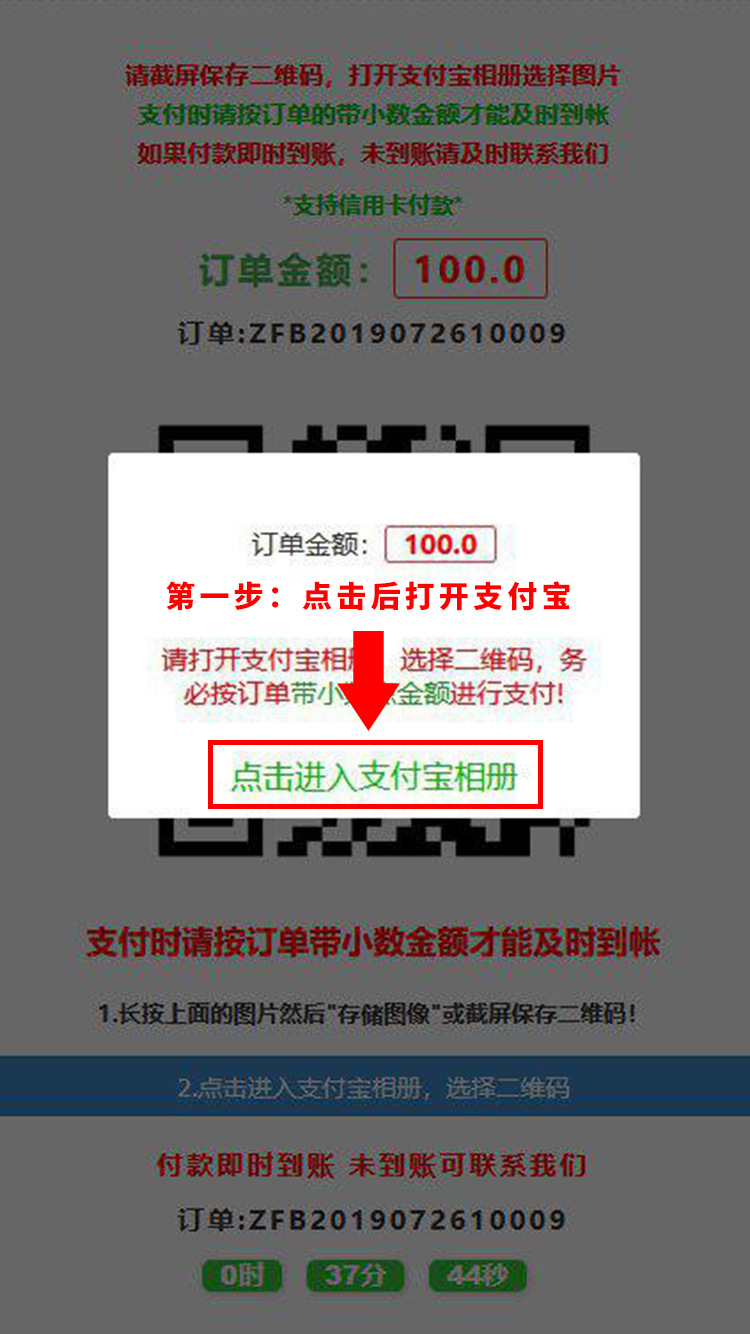 请截屏保存二维码，打开支付宝相册选择图片
支付时请按订单的带小数金额才能及时到帐
如果付款即时到账，未到账请及时联系我们
*支持信用卡付款*
订单金额： 100.0
订单:ZFB2019072610009
订单金额： 100.0
第一步：点击后打开支付宝
请打开支付宝相 选择二维码，务
必按订单带小 金额进行支付!
点击进入支付宝相册
支付时请按订单带小数金额才能及时到帐
1.长按上面的图片然后"存储图像"或截屏保存二维码!
2.点击进入支付宝相册，选择二维码
付款即时到账 未到账可联系我们
订单:ZFB2019072610009
0时 37分 44秒